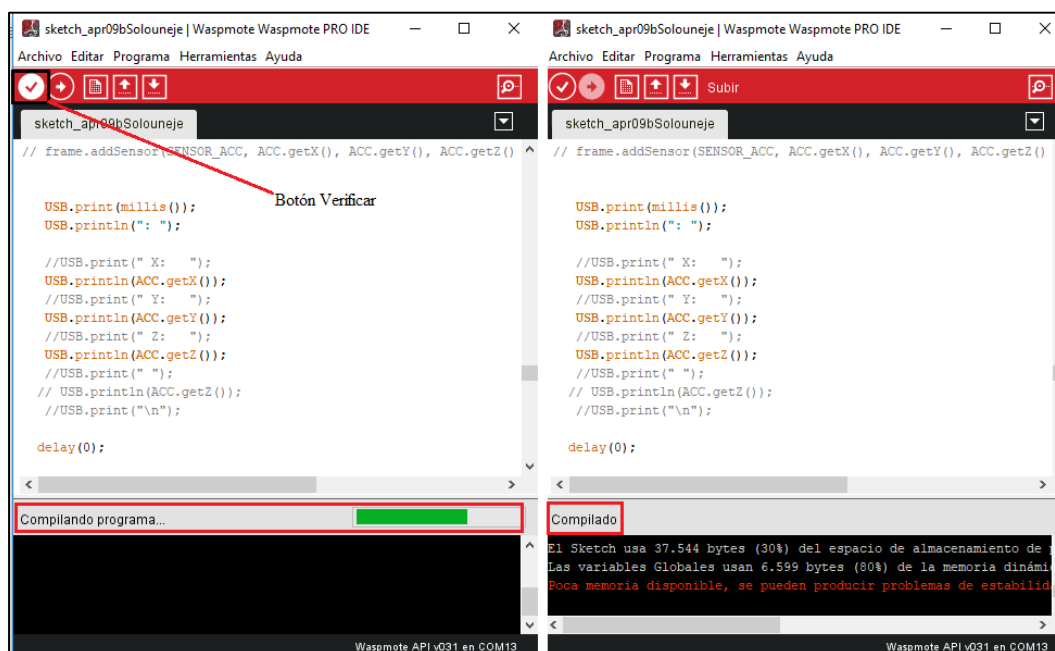 sketch_apr09bSolouneje | Waspmote Waspmote PRO IDE
Archivo Editar Programa Herramientas Ayuda
sketch_apr09bSolouneje
// frame.addSensor(SENSOR_ACC, ACC.getX(), ACC.getY(), ACC.getZ()
Botón Verificar
USB.print(millis());
USB.println(": ");
//USB.print(" X:   ");
USB.println(ACC.getX());
//USB.print(" Y:   ");
USB.println(ACC.getY());
//USB.print(" Z:   ");
USB.println(ACC.getZ());
//USB.print(" ");
// USB.println(ACC.getZ());
//USB.print("\n");
delay(0);
Compilando programa...
Waspmote API v031 en COM13
sketch_apr09bSolouneje | Waspmote Waspmote PRO IDE
Archivo Editar Programa Herramientas Ayuda
Subir
sketch_apr09bSolouneje
// frame.addSensor(SENSOR_ACC, ACC.getX(), ACC.getY(), ACC.getZ()
USB.print(millis());
USB.println(": ");
//USB.print(" X:   ");
USB.println(ACC.getX());
//USB.print(" Y:   ");
USB.println(ACC.getY());
//USB.print(" Z:   ");
USB.println(ACC.getZ());
//USB.print(" ");
// USB.println(ACC.getZ());
//USB.print("\n");
delay(0);
Compilado
El Sketch usa 37.544 bytes (30%) del espacio de almacenamiento de
Las variables Globales usan 6.599 bytes (80%) de la memoria dinámi
Poca memoria disponible, se pueden producir problemas de estabilid
Waspmote API v031 en COM13